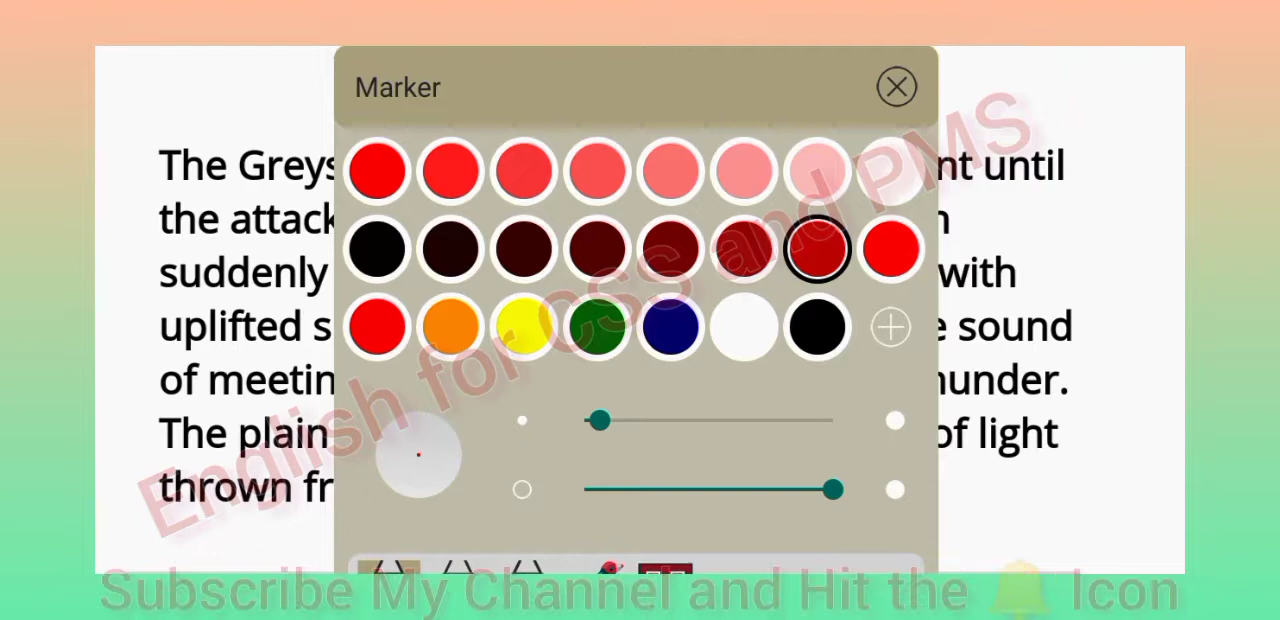 Marker
The Greys nt until
the attack n
suddenly with
uplifted s e sound
of meetin hunder.
The plain of light
thrown fr
English for CSS and PMS
Subscribe My Channel and Hit the 🔔 Icon